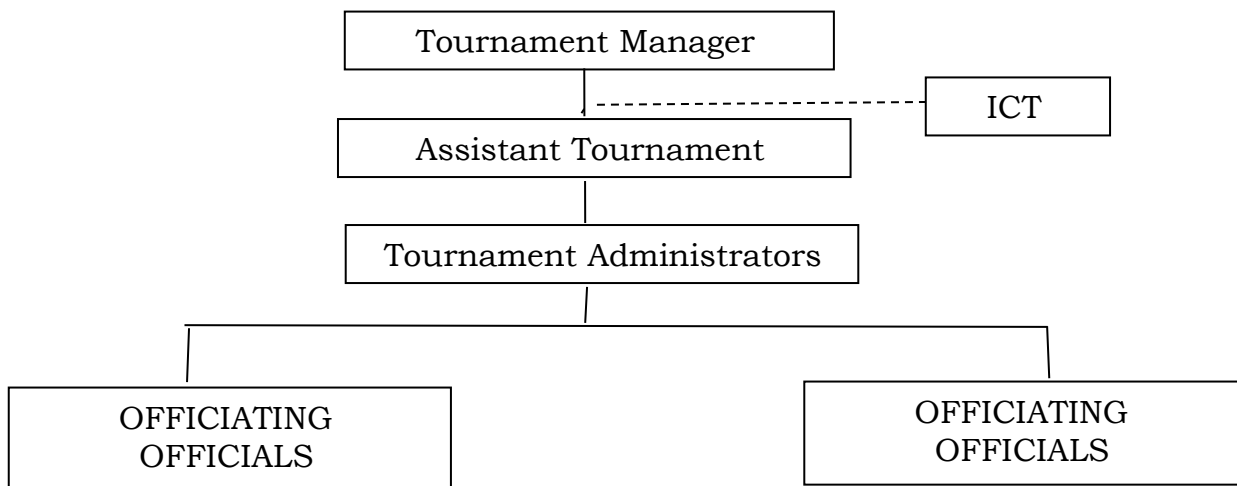 Tournament Manager
ICT
Assistant Tournament
Tournament Administrators
OFFICIATING
OFFICIALS
OFFICIATING
OFFICIALS